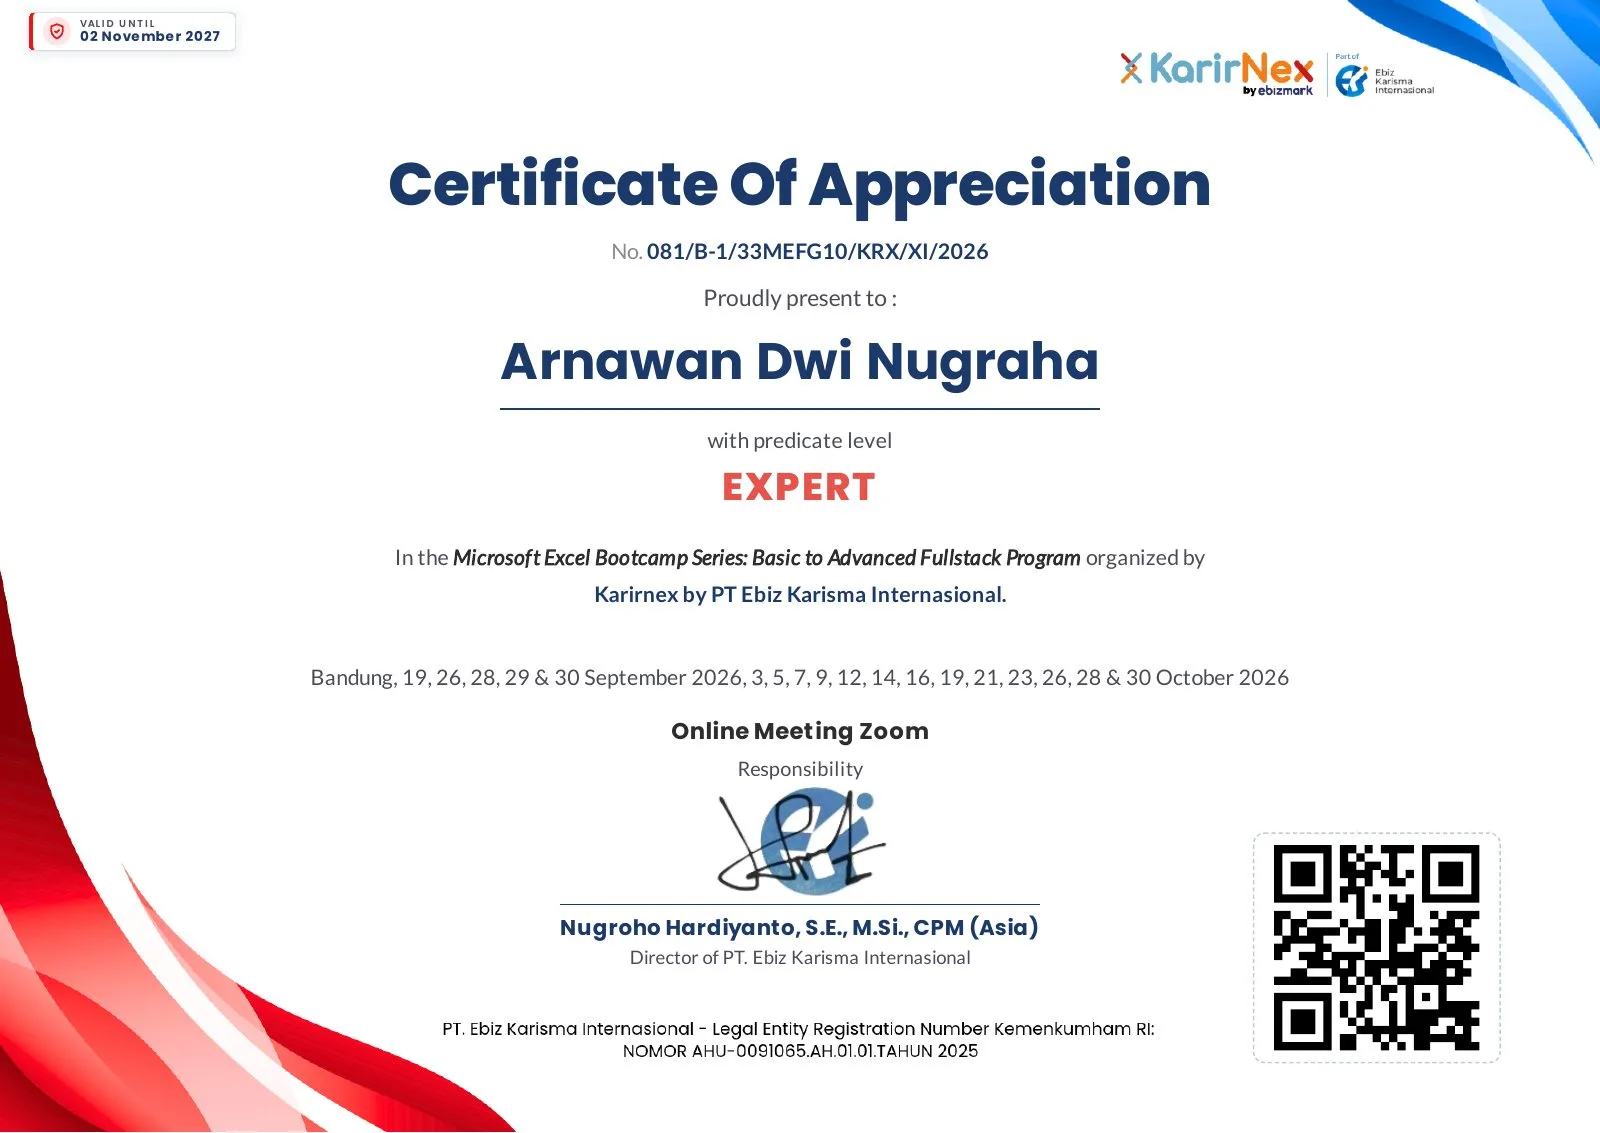 VALID UNTIL
02 November 2027
KarirNex
by ebizmark
Part of
Ebiz
Karisma
Internasional
Certificate Of Appreciation
No. 081/B-1/33MEFG10/KRX/XI/2026
Proudly present to :
Arnawan Dwi Nugraha
with predicate level
EXPERT
In the Microsoft Excel Bootcamp Series: Basic to Advanced Fullstack Program organized by
Karirnex by PT Ebiz Karisma Internasional.
Bandung, 19, 26, 28, 29 & 30 September 2026, 3, 5, 7, 9, 12, 14, 16, 19, 21, 23, 26, 28 & 30 October 2026
Online Meeting Zoom
Responsibility
Nugroho Hardiyanto, S.E., M.Si., CPM (Asia)
Director of PT. Ebiz Karisma Internasional
PT. Ebiz Karisma Internasional - Legal Entity Registration Number Kemenkumham RI:
NOMOR AHU-0091065.AH.01.01.TAHUN 2025